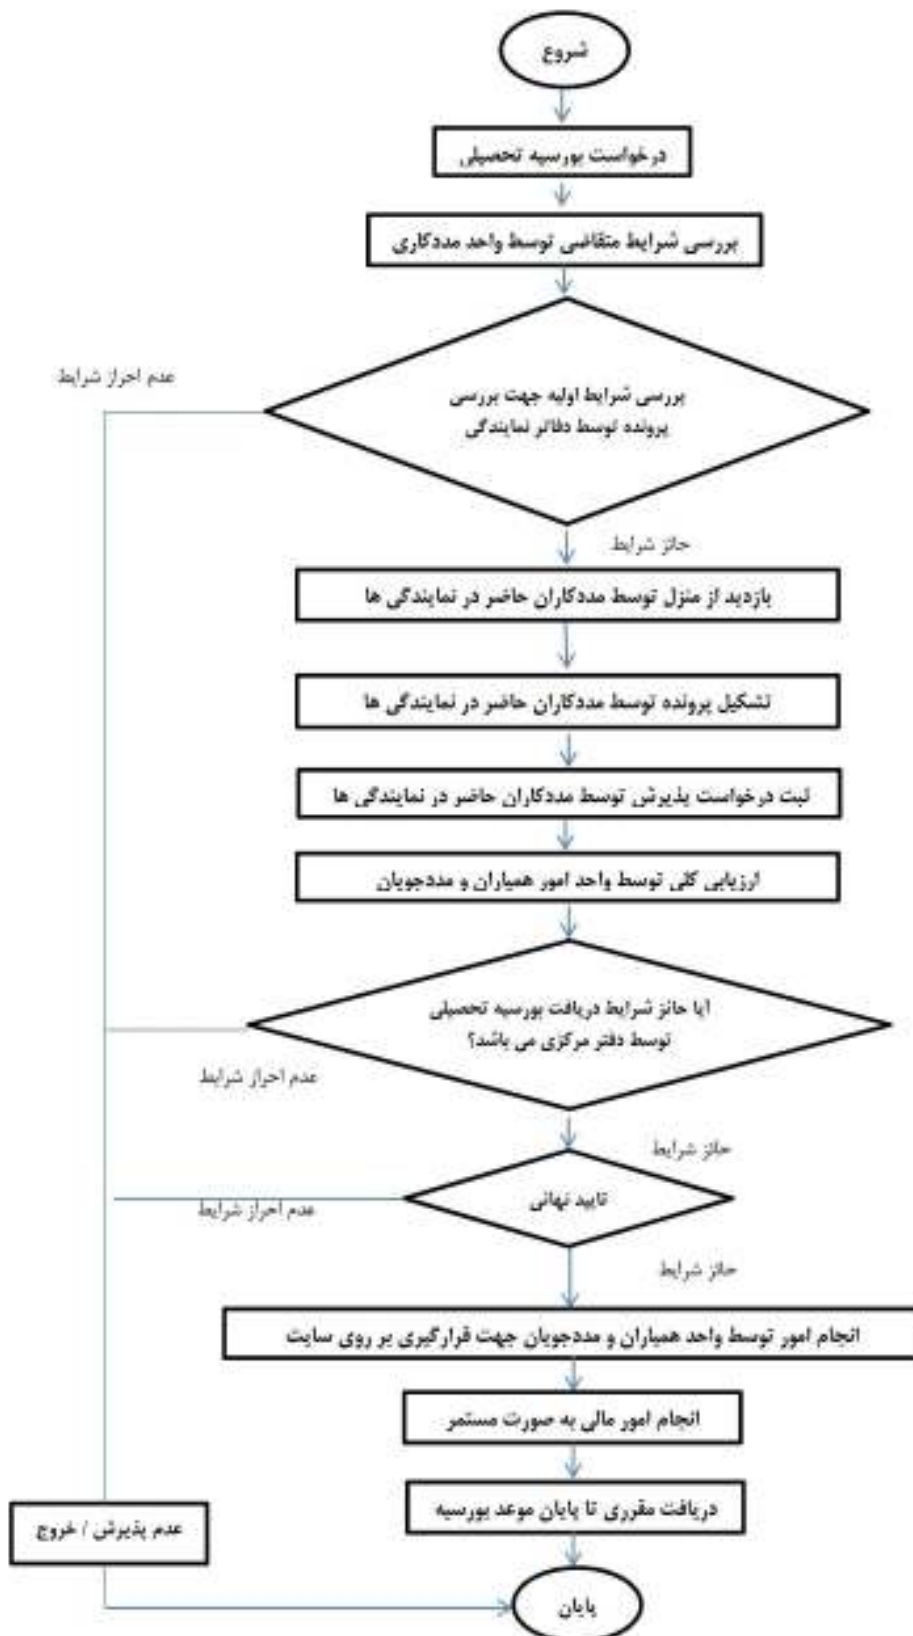 شروع
درخواست بورسیه تحصیلی
بررسی شرایط متقاضی توسط واحد مددکاری
عدم احراز شرایط
بررسی شرایط اولیه جهت بررسی
پرونده توسط دفاتر نمایندگی
حائز شرایط
بازدید از منزل توسط مددکاران حاضر در نمایندگی ها
تشکیل پرونده توسط مددکاران حاضر در نمایندگی ها
ثبت درخواست پذیرش توسط مددکاران حاضر در نمایندگی ها
ارزیابی کلی توسط واحد امور همیاران و مددجویان
آیا حائز شرایط دریافت بورسیه تحصیلی
توسط دفتر مرکزی می باشد؟
عدم احراز شرایط
حائز شرایط
تایید نهائی
عدم احراز شرایط
حائز شرایط
انجام امور توسط واحد همیاران و مددجویان جهت قرارگیری بر روی سایت
انجام امور مالی به صورت مستمر
دریافت مقرری تا پایان موعد بورسیه
عدم پذیرش / خروج
پایان